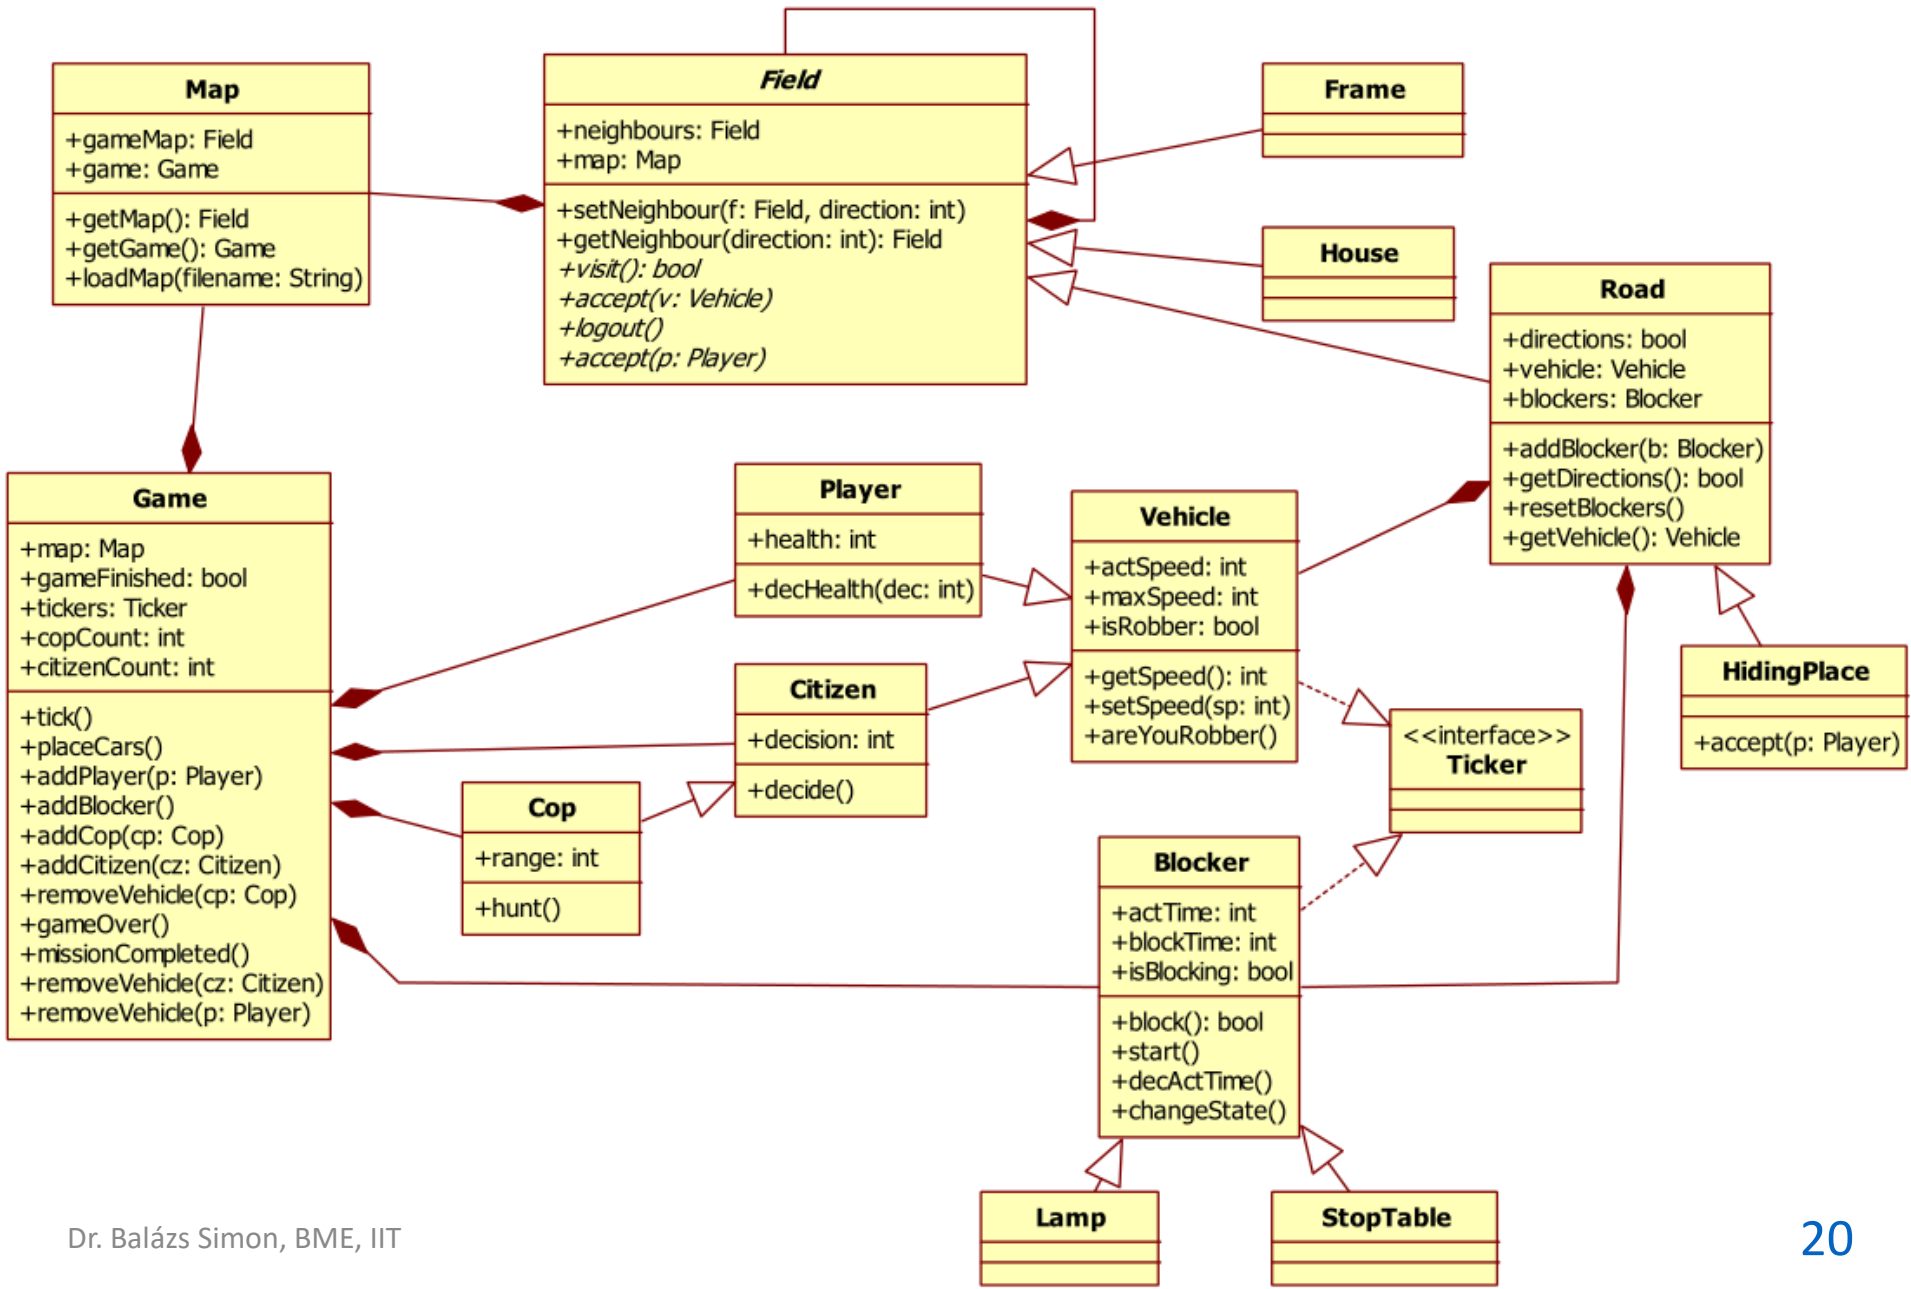 Map
+gameMap: Field
+game: Game
+getMap(): Field
+getGame(): Game
+loadMap(filename: String)
Field
+neighbours: Field
+map: Map
+setNeighbour(f: Field, direction: int)
+getNeighbour(direction: int): Field
+visit(): bool
+accept(v: Vehicle)
+logout()
+accept(p: Player)
Frame
House
Road
+directions: bool
+vehicle: Vehicle
+blockers: Blocker
+addBlocker(b: Blocker)
+getDirections(): bool
+resetBlockers()
+getVehicle(): Vehicle
Game
+map: Map
+gameFinished: bool
+tickers: Ticker
+copCount: int
+citizenCount: int
+tick()
+placeCars()
+addPlayer(p: Player)
+addBlocker()
+addCop(cp: Cop)
+addCitizen(cz: Citizen)
+removeVehicle(cp: Cop)
+gameOver()
+missionCompleted()
+removeVehicle(cz: Citizen)
+removeVehicle(p: Player)
Player
+health: int
+decHealth(dec: int)
Vehicle
+actSpeed: int
+maxSpeed: int
+isRobber: bool
+getSpeed(): int
+setSpeed(sp: int)
+areYouRobber()
Citizen
+decision: int
+decide()
Cop
+range: int
+hunt()
<<interface>>
Ticker
HidingPlace
+accept(p: Player)
Blocker
+actTime: int
+blockTime: int
+isBlocking: bool
+block(): bool
+start()
+decActTime()
+changeState()
Lamp
StopTable
Dr. Balázs Simon, BME, IIT
20